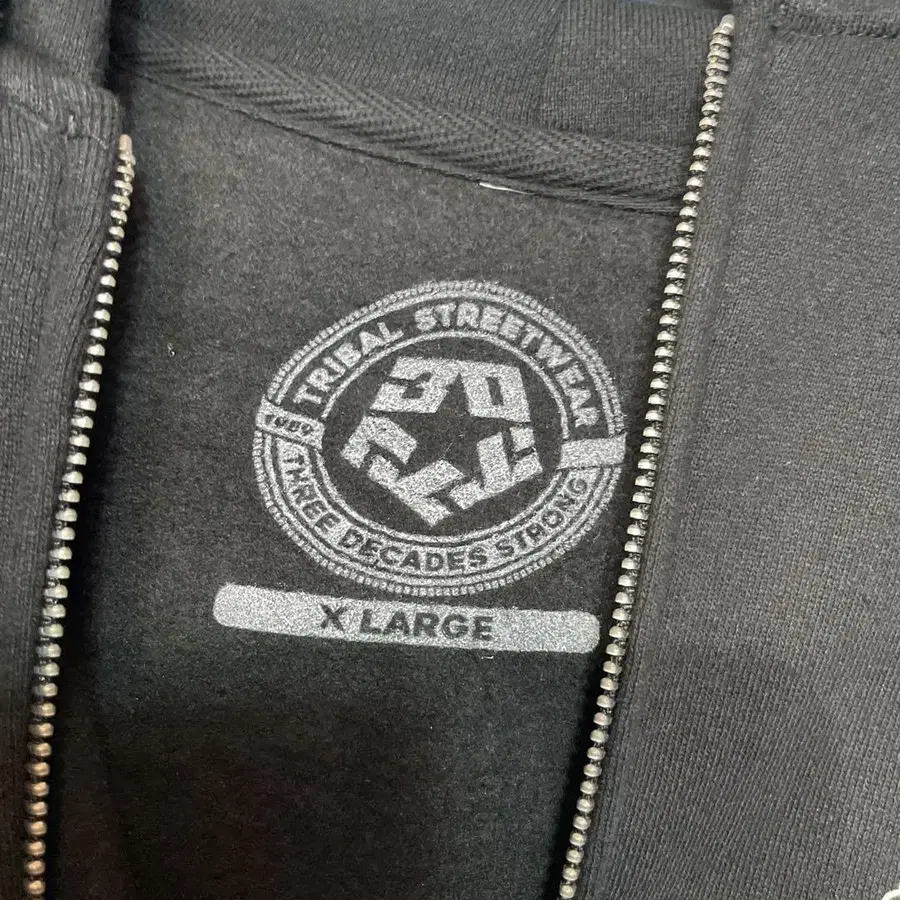 TRIBAL STREETWEAR
1989
30
THREE DECADES STRONG
X LARGE